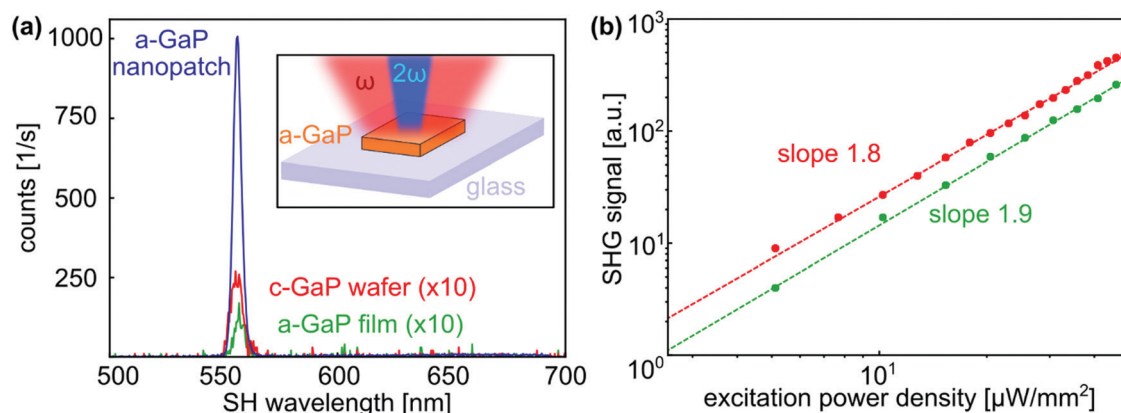 (a)
1000
750
500
250
counts [1/s]
a-GaP
nanopatch
ω
2ω
a-GaP
glass
c-GaP wafer (x10)
a-GaP film (x10)
500
550
600
650
700
SH wavelength [nm]
(b)
10³
10²
10¹
10⁰
SHG signal [a.u.]
slope 1.8
slope 1.9
10¹
excitation power density [µW/mm²]